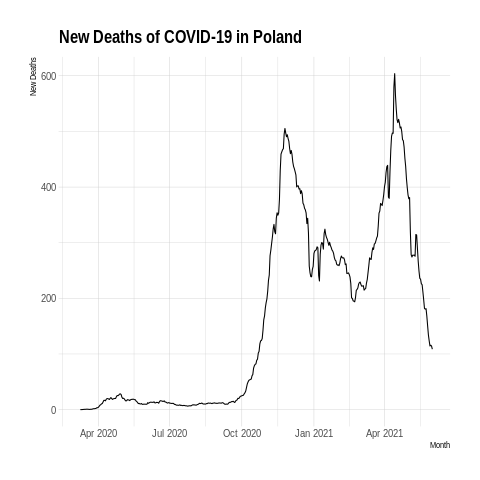 New Deaths of COVID-19 in Poland
New Deaths
600
400
200
0
Apr 2020 Jul 2020 Oct 2020 Jan 2021 Apr 2021
Month